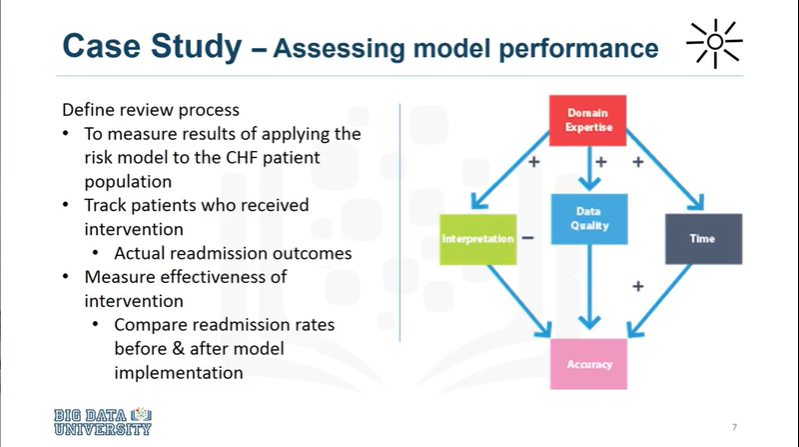 Case Study – Assessing model performance
Define review process
• To measure results of applying the
risk model to the CHF patient
population
• Track patients who received
intervention
• Actual readmission outcomes
• Measure effectiveness of
intervention
• Compare readmission rates
before & after model
implementation
Domain
Expertise
+ + +
Interpretation
–
Data
Quality
Time
+
Accuracy
BIG DATA
UNIVERSITY
7